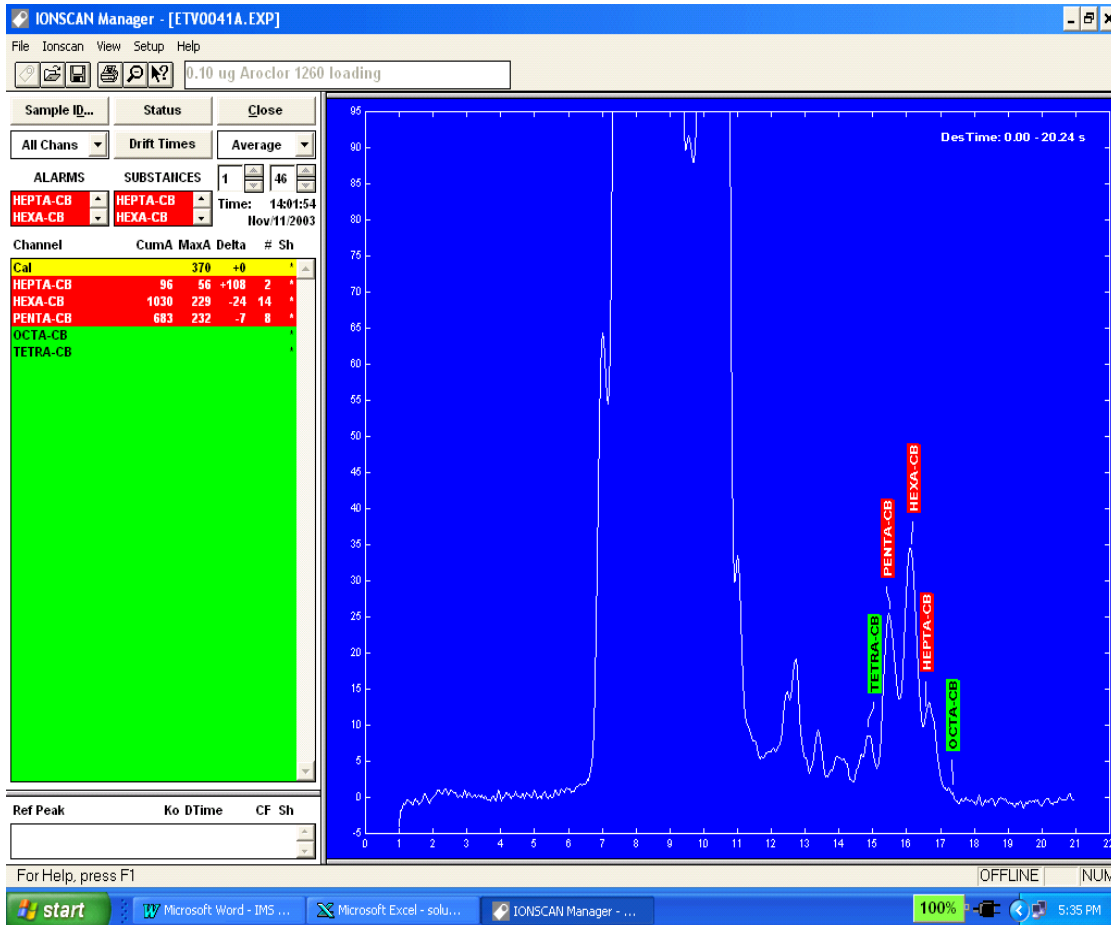 IONSCAN Manager - [ETV0041A.EXP]
File Ionscan View Setup Help
0.10 ug Aroclor 1260 loading
Sample ID... Status Close
All Chans Drift Times Average
ALARMS SUBSTANCES 1 46
HEPTA-CB HEPTA-CB Time: 14:01:54
HEXA-CB HEXA-CB Nov/11/2003
Channel CumA MaxA Delta # Sh
Cal 370 +0 *
HEPTA-CB 96 56 +108 2 *
HEXA-CB 1030 229 -24 14 *
PENTA-CB 683 232 -7 8 *
OCTA-CB *
TETRA-CB *
Ref Peak Ko DTime CF Sh
DesTime: 0.00 - 20.24 s
95
90
85
80
75
70
65
60
55
50
45
40
35
30
25
20
15
10
5
0
-5
TETRA-CB
PENTA-CB
HEXA-CB
HEPTA-CB
OCTA-CB
0 1 2 3 4 5 6 7 8 9 10 11 12 13 14 15 16 17 18 19 20 21 22
For Help, press F1 OFFLINE NUM
start Microsoft Word - IMS ... Microsoft Excel - solu... IONSCAN Manager - ... 100% 5:35 PM